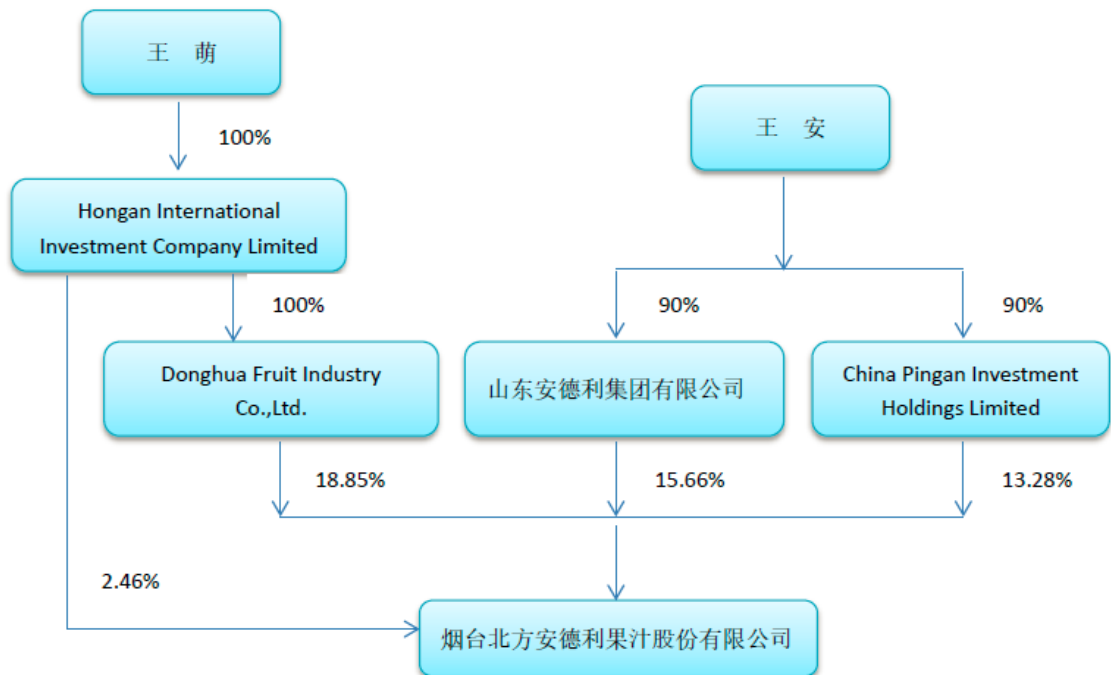 王 萌
100%
王 安
Hongan International
Investment Company Limited
100%
90%
90%
Donghua Fruit Industry
Co.,Ltd.
山东安德利集团有限公司
China Pingan Investment
Holdings Limited
18.85%
15.66%
13.28%
2.46%
烟台北方安德利果汁股份有限公司